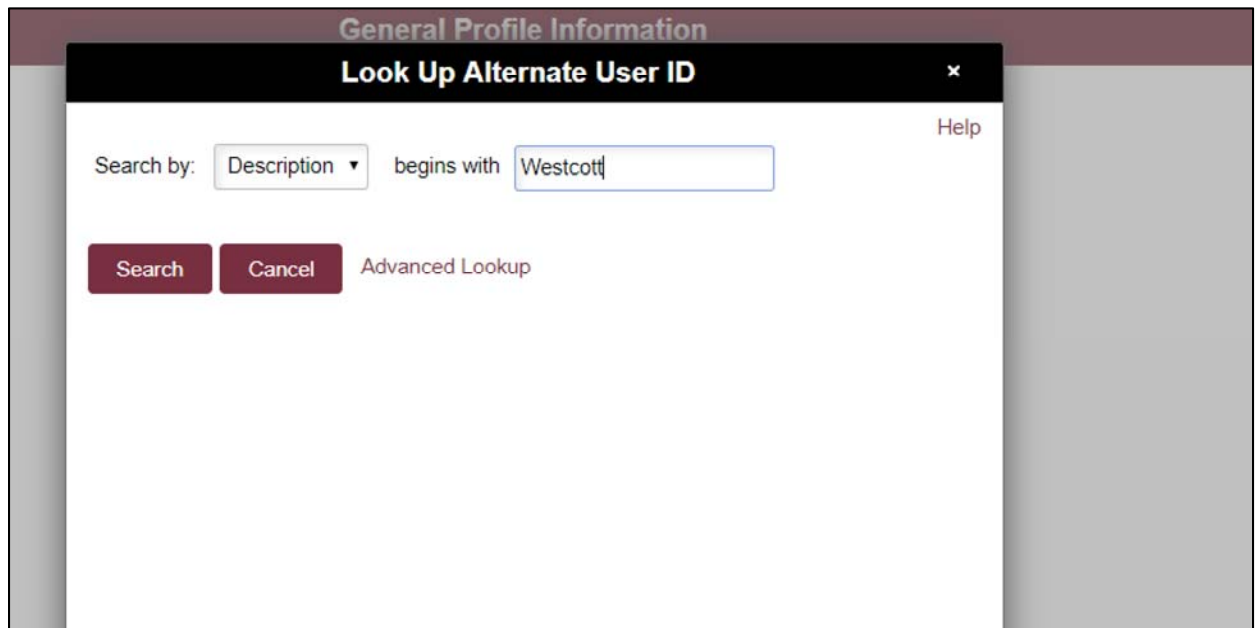 General Profile Information
Look Up Alternate User ID ×
Help
Search by: Description ▾ begins with Westcott
Search Cancel Advanced Lookup